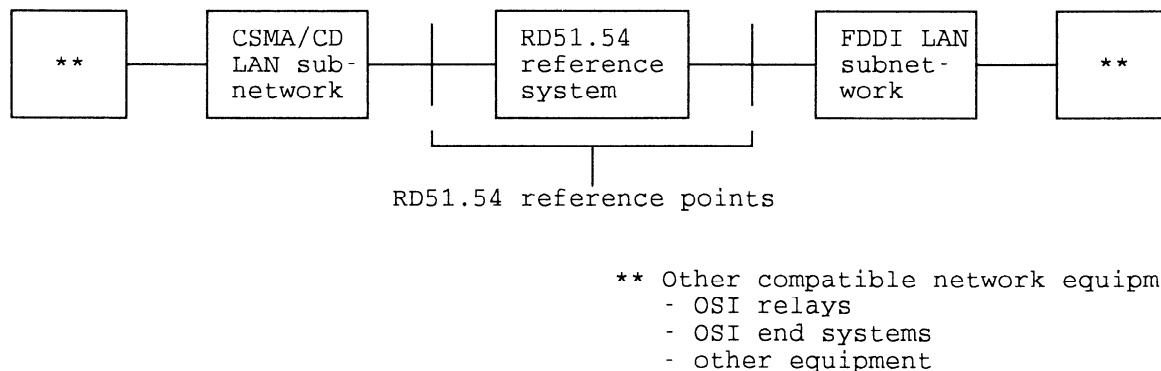 **
CSMA/CD
LAN sub-
network
RD51.54
reference
system
FDDI LAN
subnet-
work
**
RD51.54 reference points
** Other compatible network equipm
- OSI relays
- OSI end systems
- other equipment